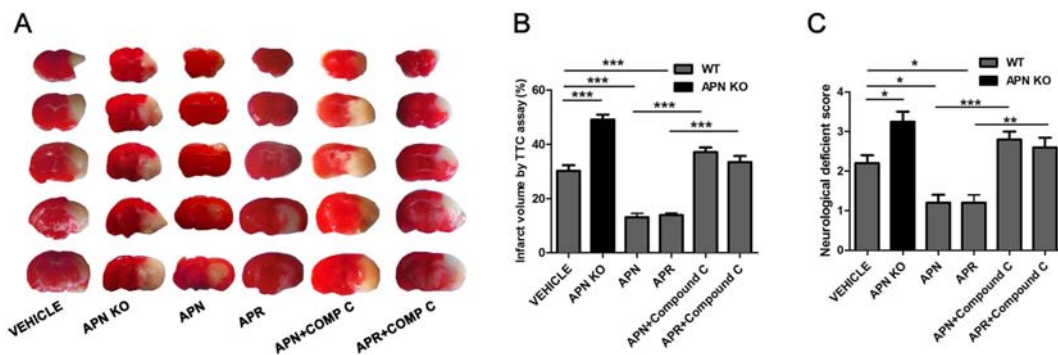 A
VEHICLE
APN KO
APN
APR
APN+COMP C
APR+COMP C
B
WT
APN KO
***
***
***
***
***
Infarct volume by TTC assay (%)
60
40
20
0
VEHICLE
APN KO
APN
APR
APN+Compound C
APR+Compound C
C
WT
APN KO
*
*
*
***
**
Neurological deficient score
4
3
2
1
0
VEHICLE
APN KO
APN
APR
APN+Compound C
APR+Compound C